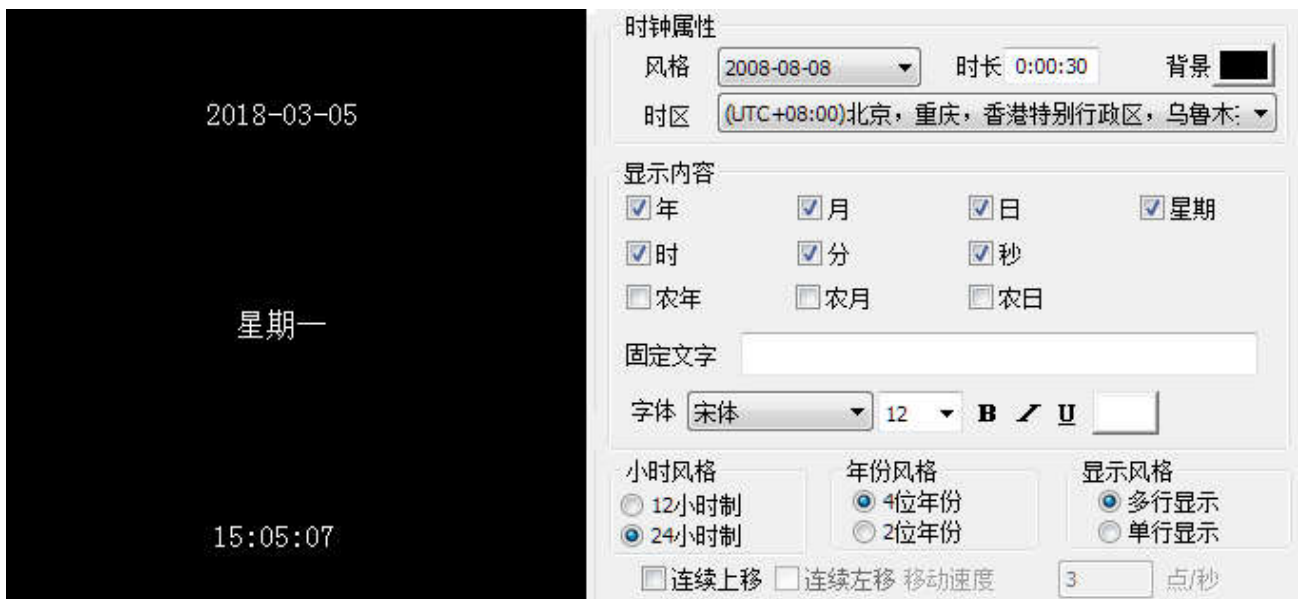 2018-03-05
星期一
15:05:07
时钟属性
风格 2008-08-08 时长 0:00:30 背景
时区 (UTC+08:00)北京，重庆，香港特别行政区，乌鲁木
显示内容
年 月 日 星期
时 分 秒
农年 农月 农日
固定文字
字体 宋体 12 B I U
小时风格 年份风格 显示风格
12小时制 4位年份 多行显示
24小时制 2位年份 单行显示
连续上移 连续左移 移动速度 3 点/秒